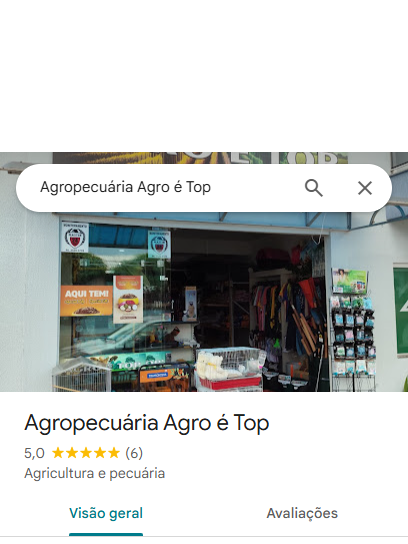 Agropecuária Agro é Top
AQUI TEM!
Agropecuária Agro é Top
5,0 ★★★★★ (6)
Agricultura e pecuária
Visão geral
Avaliações